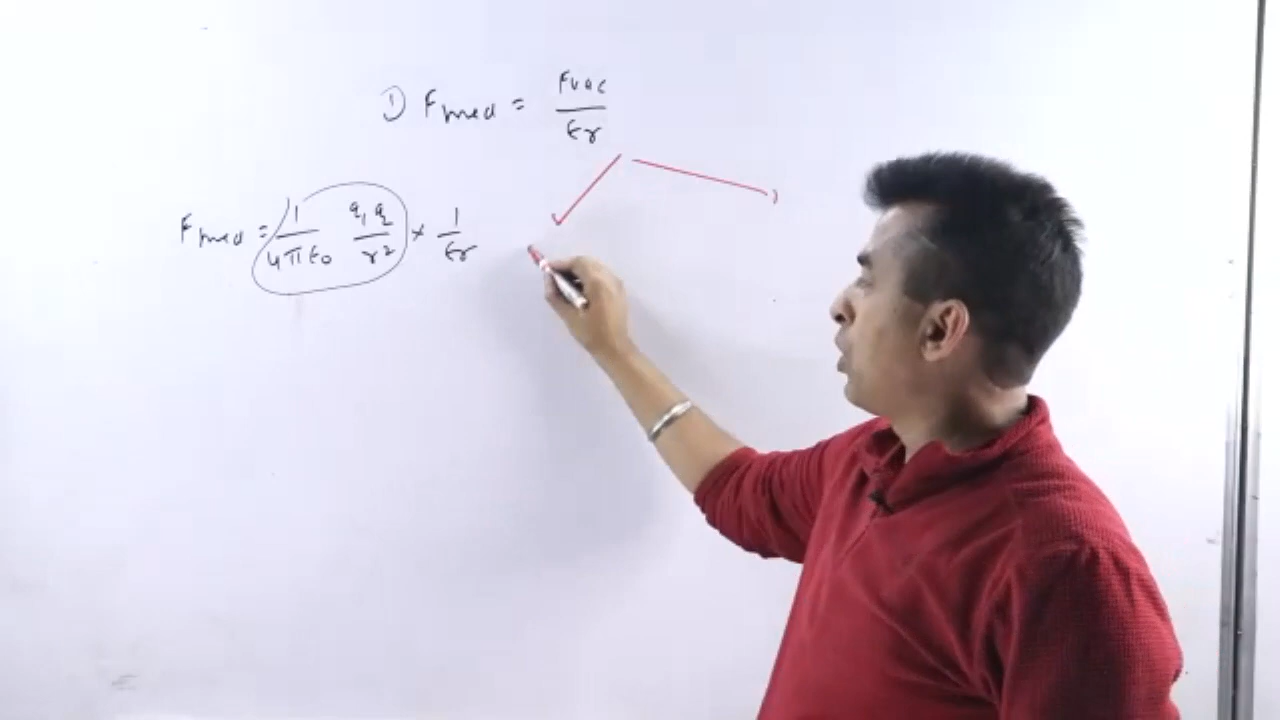 1) Fmed = Fvac / εr
Fmed = 1 / 4πε₀ q₁q₂ / r² × 1 / εr